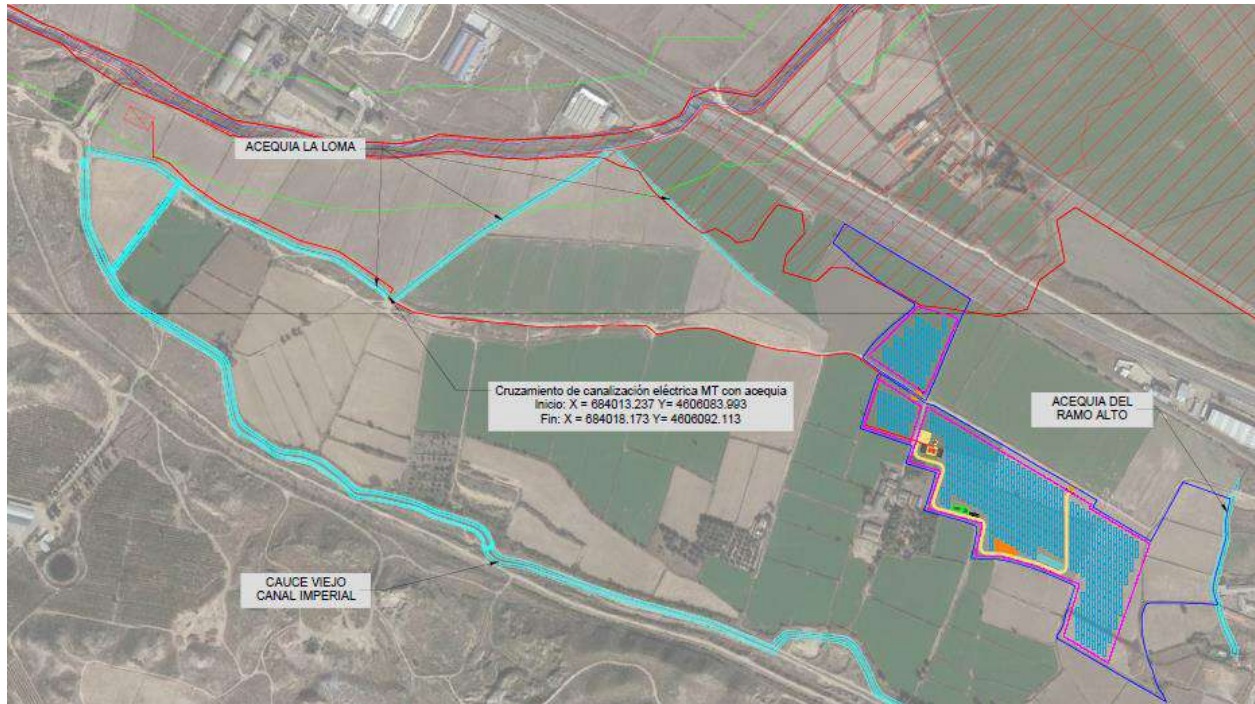 ACEQUIA LA LOMA
Cruzamiento de canalización eléctrica MT con acequia
Inicio: X = 684013.237 Y= 4606083.993
Fin: X = 684018.173 Y= 4606092.113
ACEQUIA DEL
RAMO ALTO
CAUCE VIEJO
CANAL IMPERIAL